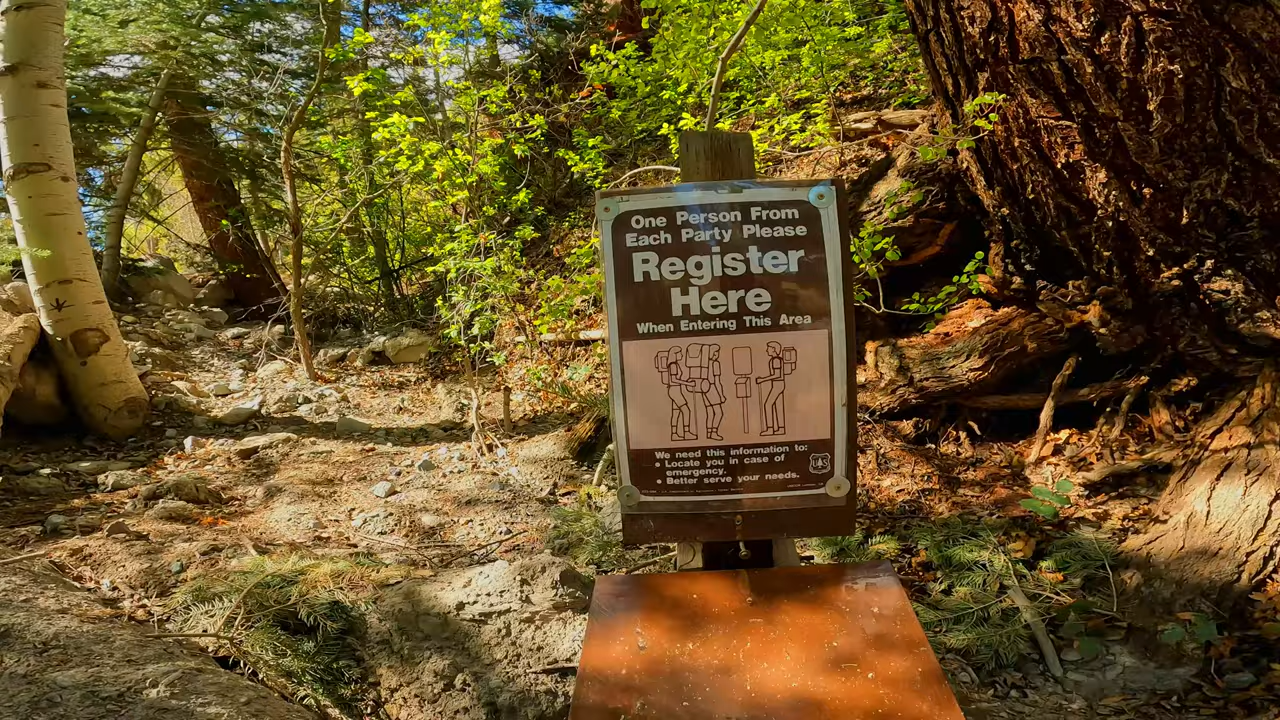 One Person From
Each Party Please
Register
Here
When Entering This Area
We need this information to:
• Locate you in case of
emergency.
• Better serve your needs.
UAS